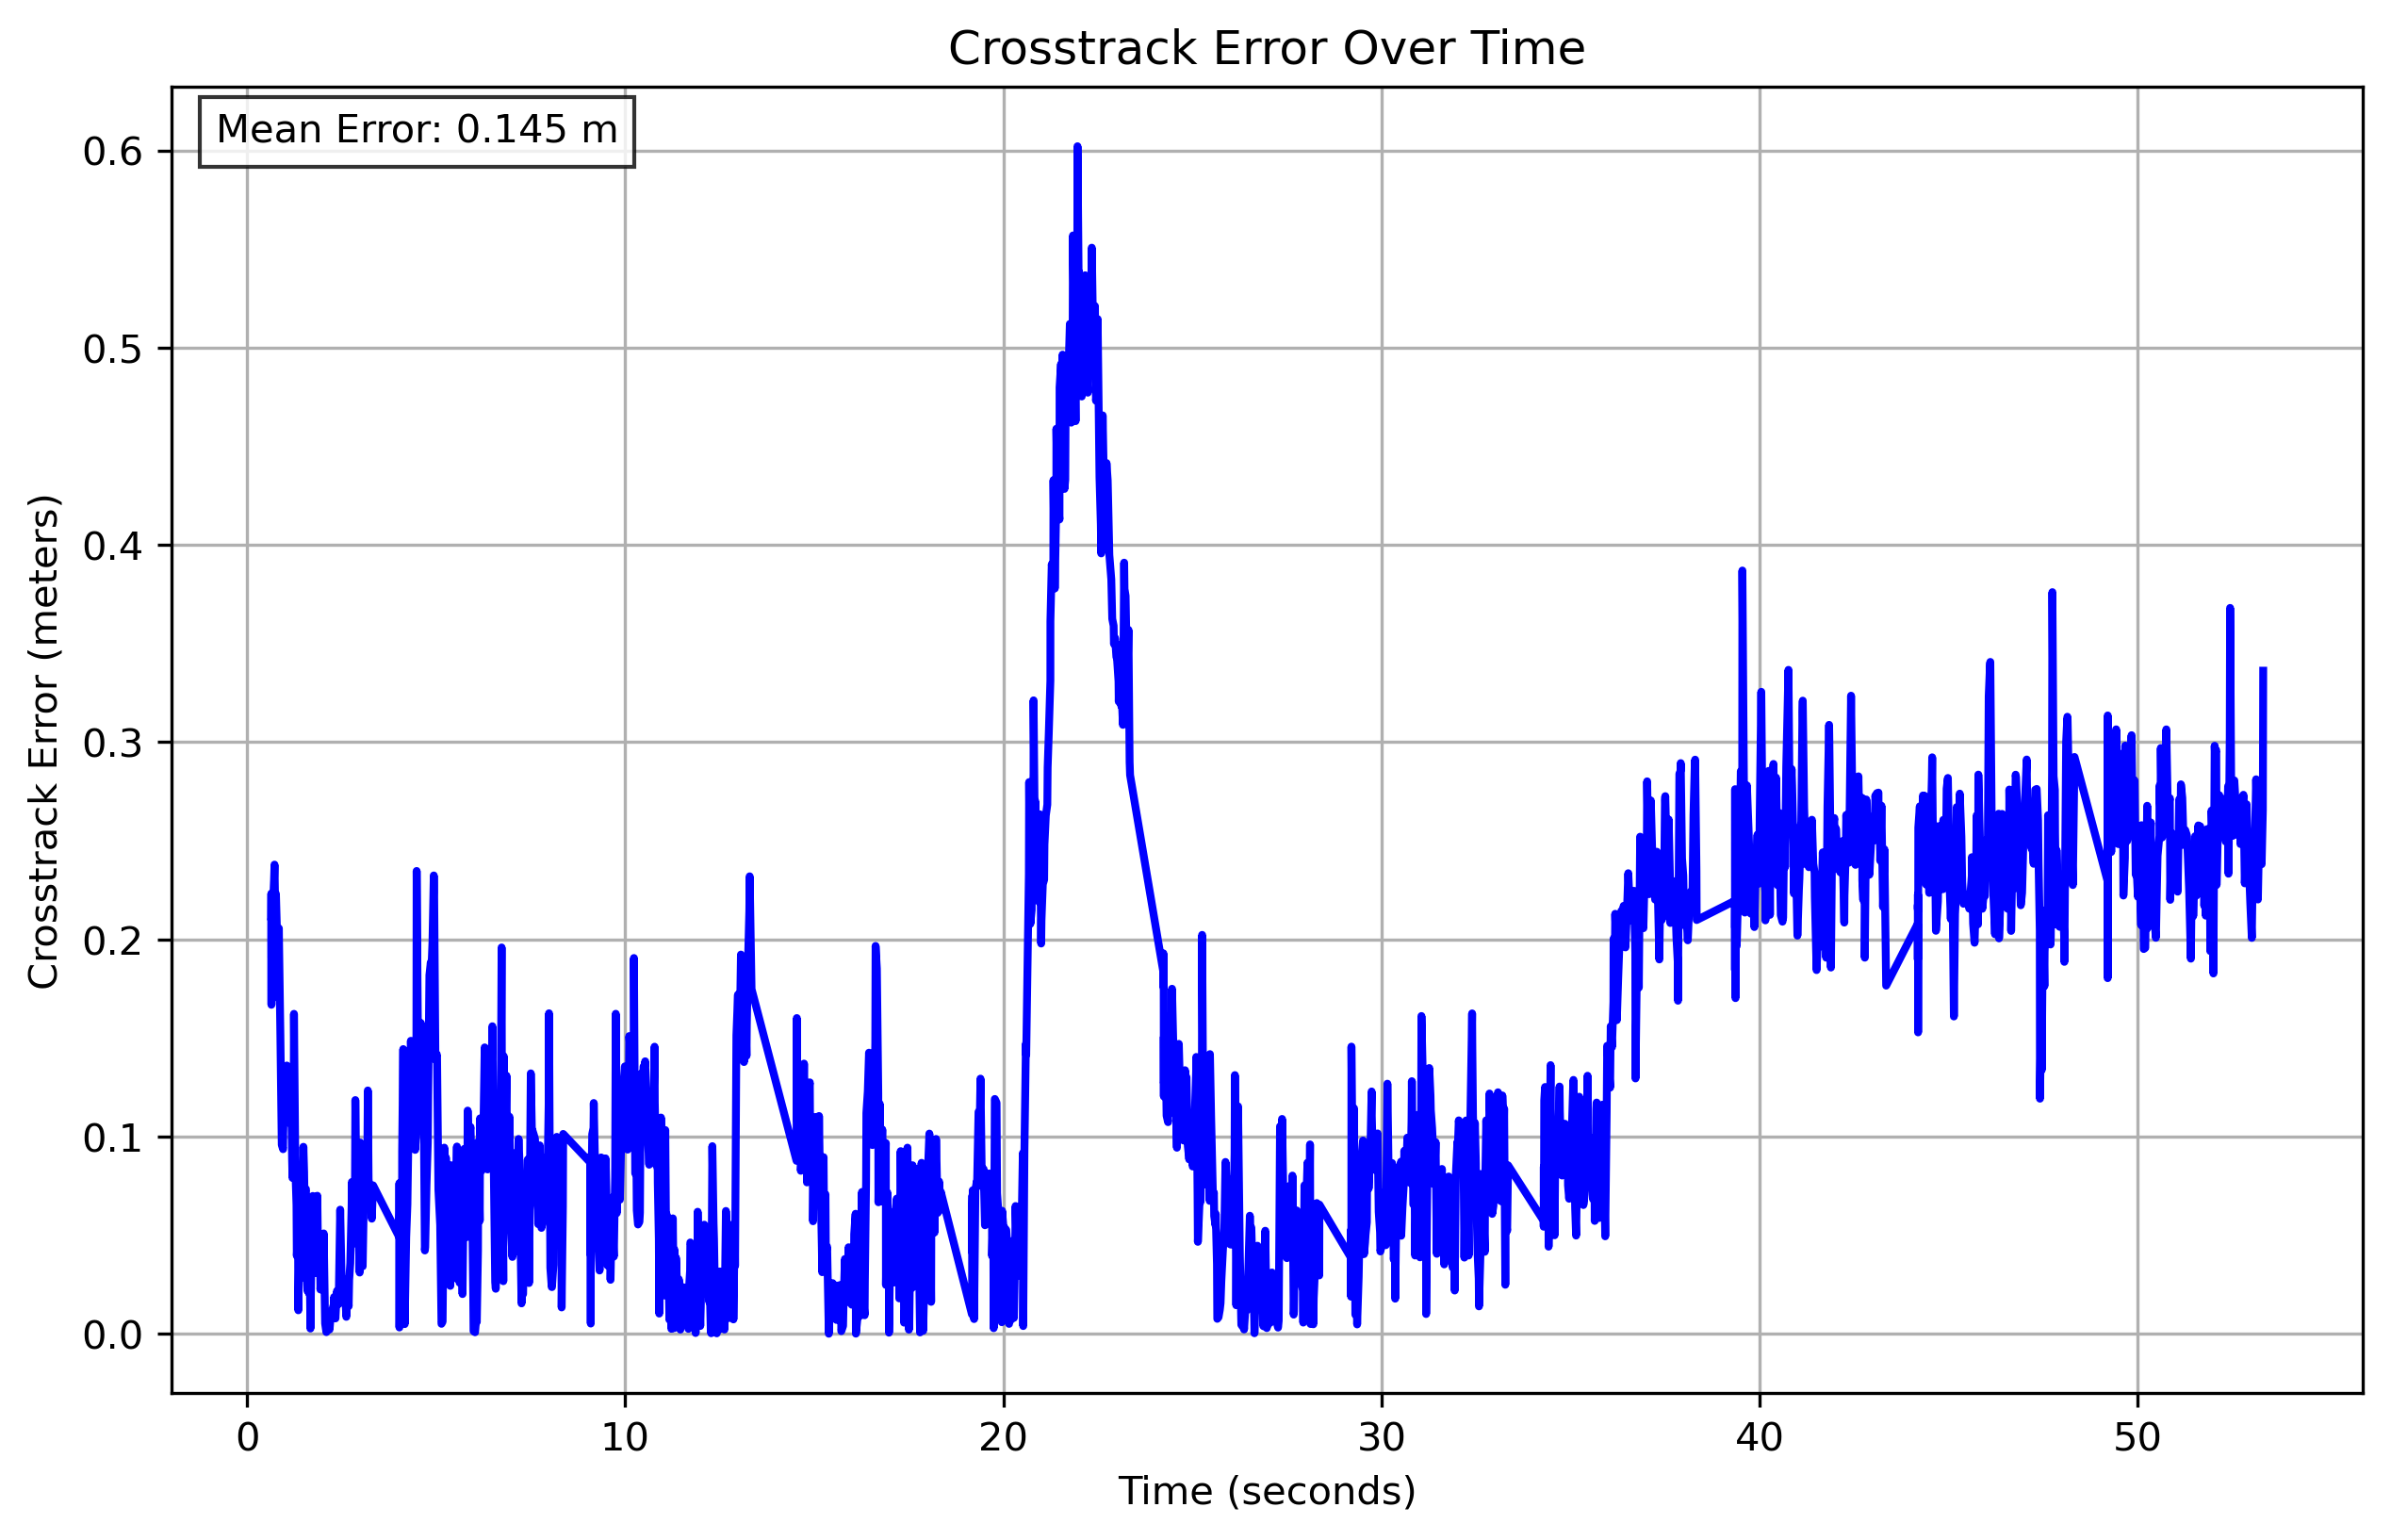 Crosstrack Error Over Time
Mean Error: 0.145 m
Crosstrack Error (meters)
0.6
0.5
0.4
0.3
0.2
0.1
0.0
0 10 20 30 40 50
Time (seconds)